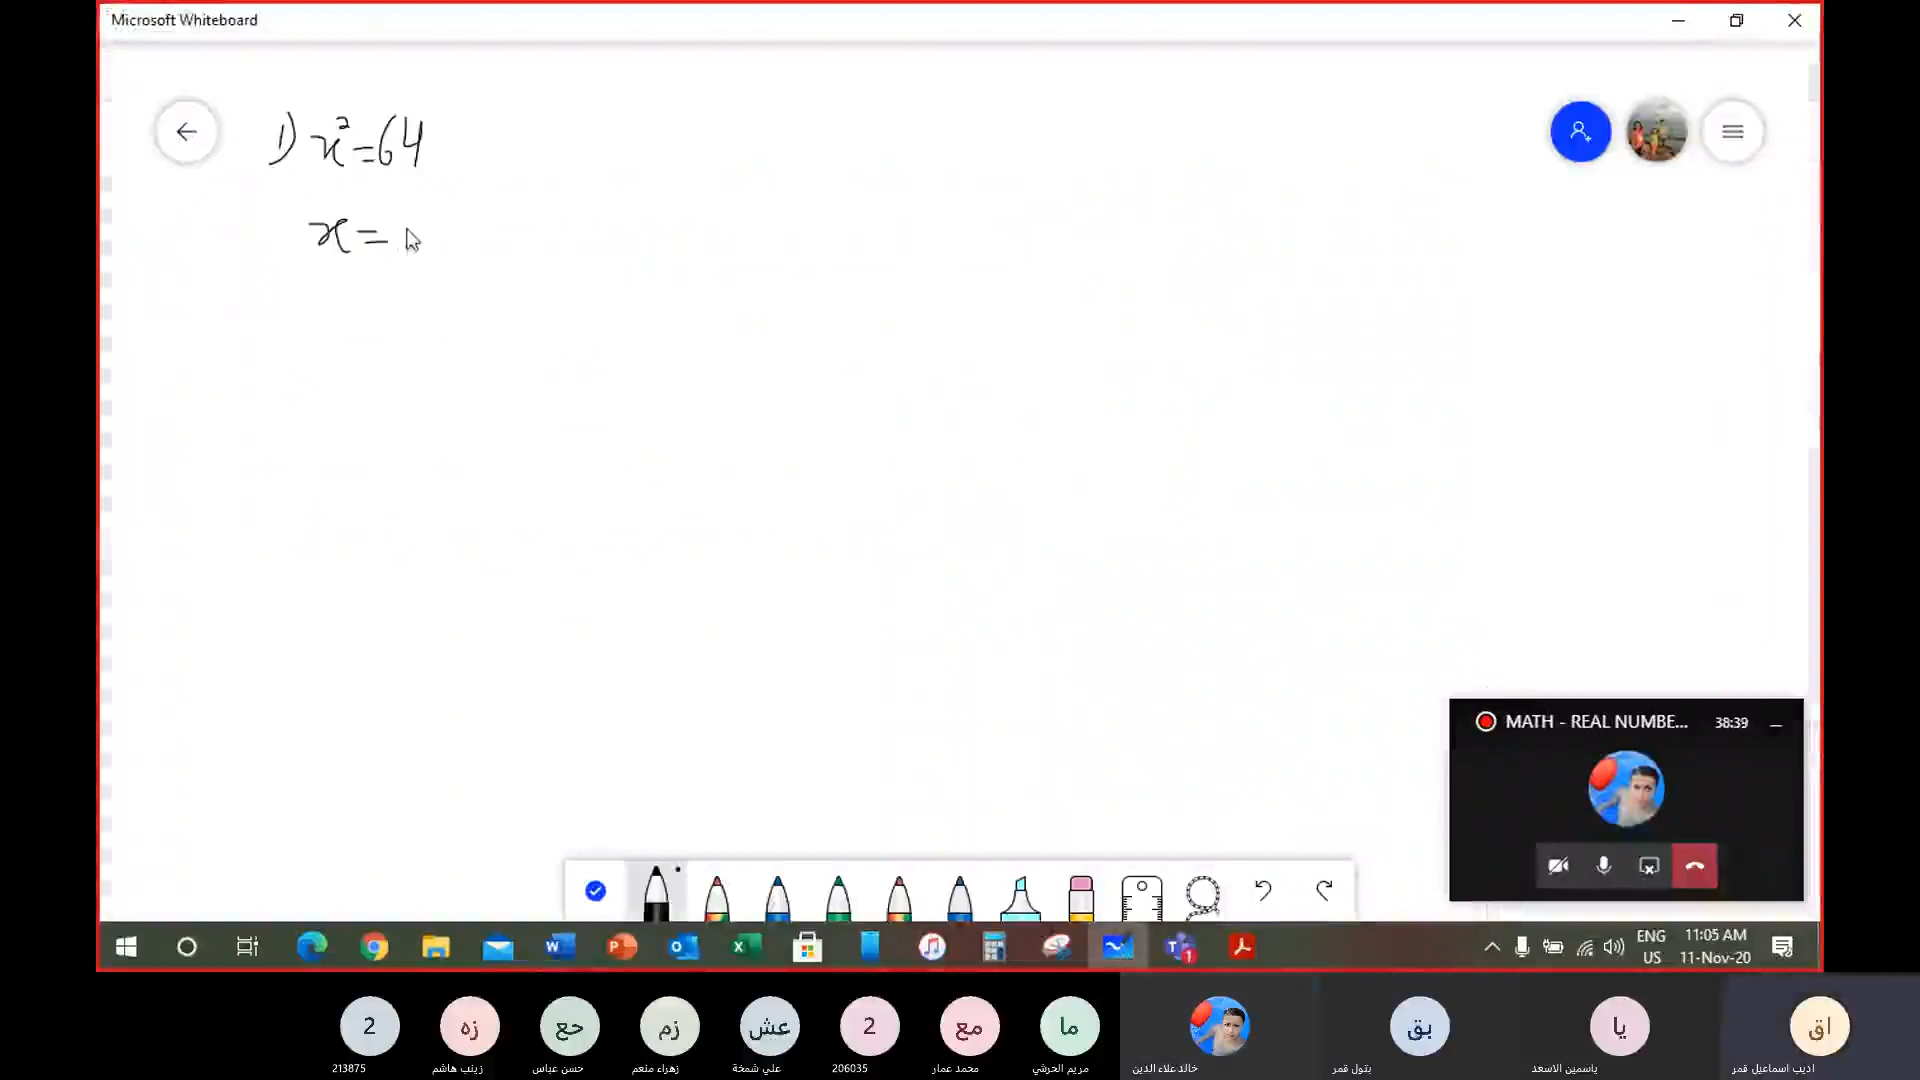 Microsoft Whiteboard
1) x²=64
x=
MATH - REAL NUMBE... 38:39
ENG 11:05 AM
US 11-Nov-20
2 زه حع زم عش 2 مع ما بق يا اق
213875 زينب هاشم حسن عباس زهراء منعم علي شمخة 206035 محمد عمار مريم الحرشي خالد علاء الدين بتول قمر ياسمين الاسعد اديب اسماعيل قمر